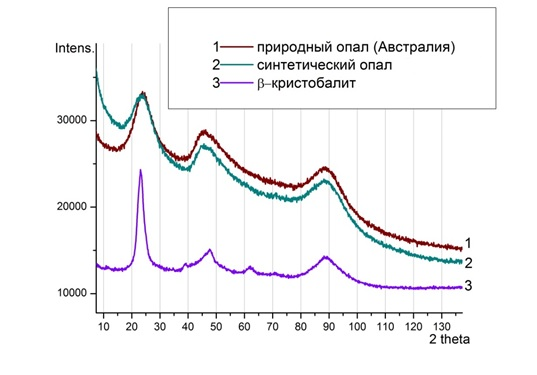 Intens.
1 природный опал (Австралия)
2 синтетический опал
3 β-кристобалит
30000
20000
10000
1
2
3
10 20 30 40 50 60 70 80 90 100 110 120 130
2 theta